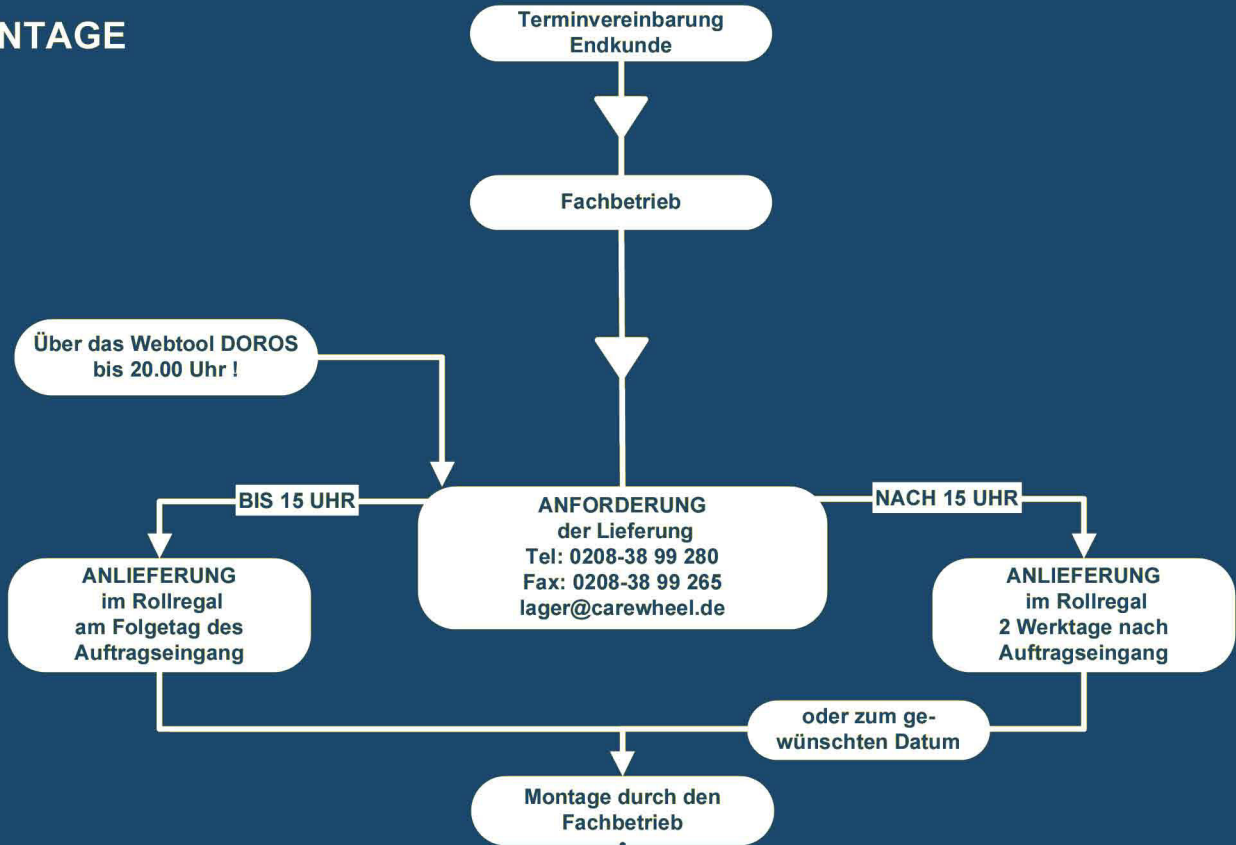 NTAGE
Terminvereinbarung
Endkunde
Fachbetrieb
Über das Webtool DOROS
bis 20.00 Uhr !
BIS 15 UHR
NACH 15 UHR
ANFORDERUNG
der Lieferung
Tel: 0208-38 99 280
Fax: 0208-38 99 265
lager@carewheel.de
ANLIEFERUNG
im Rollregal
am Folgetag des
Auftragseingang
ANLIEFERUNG
im Rollregal
2 Werktage nach
Auftragseingang
oder zum ge-
wünschten Datum
Montage durch den
Fachbetrieb